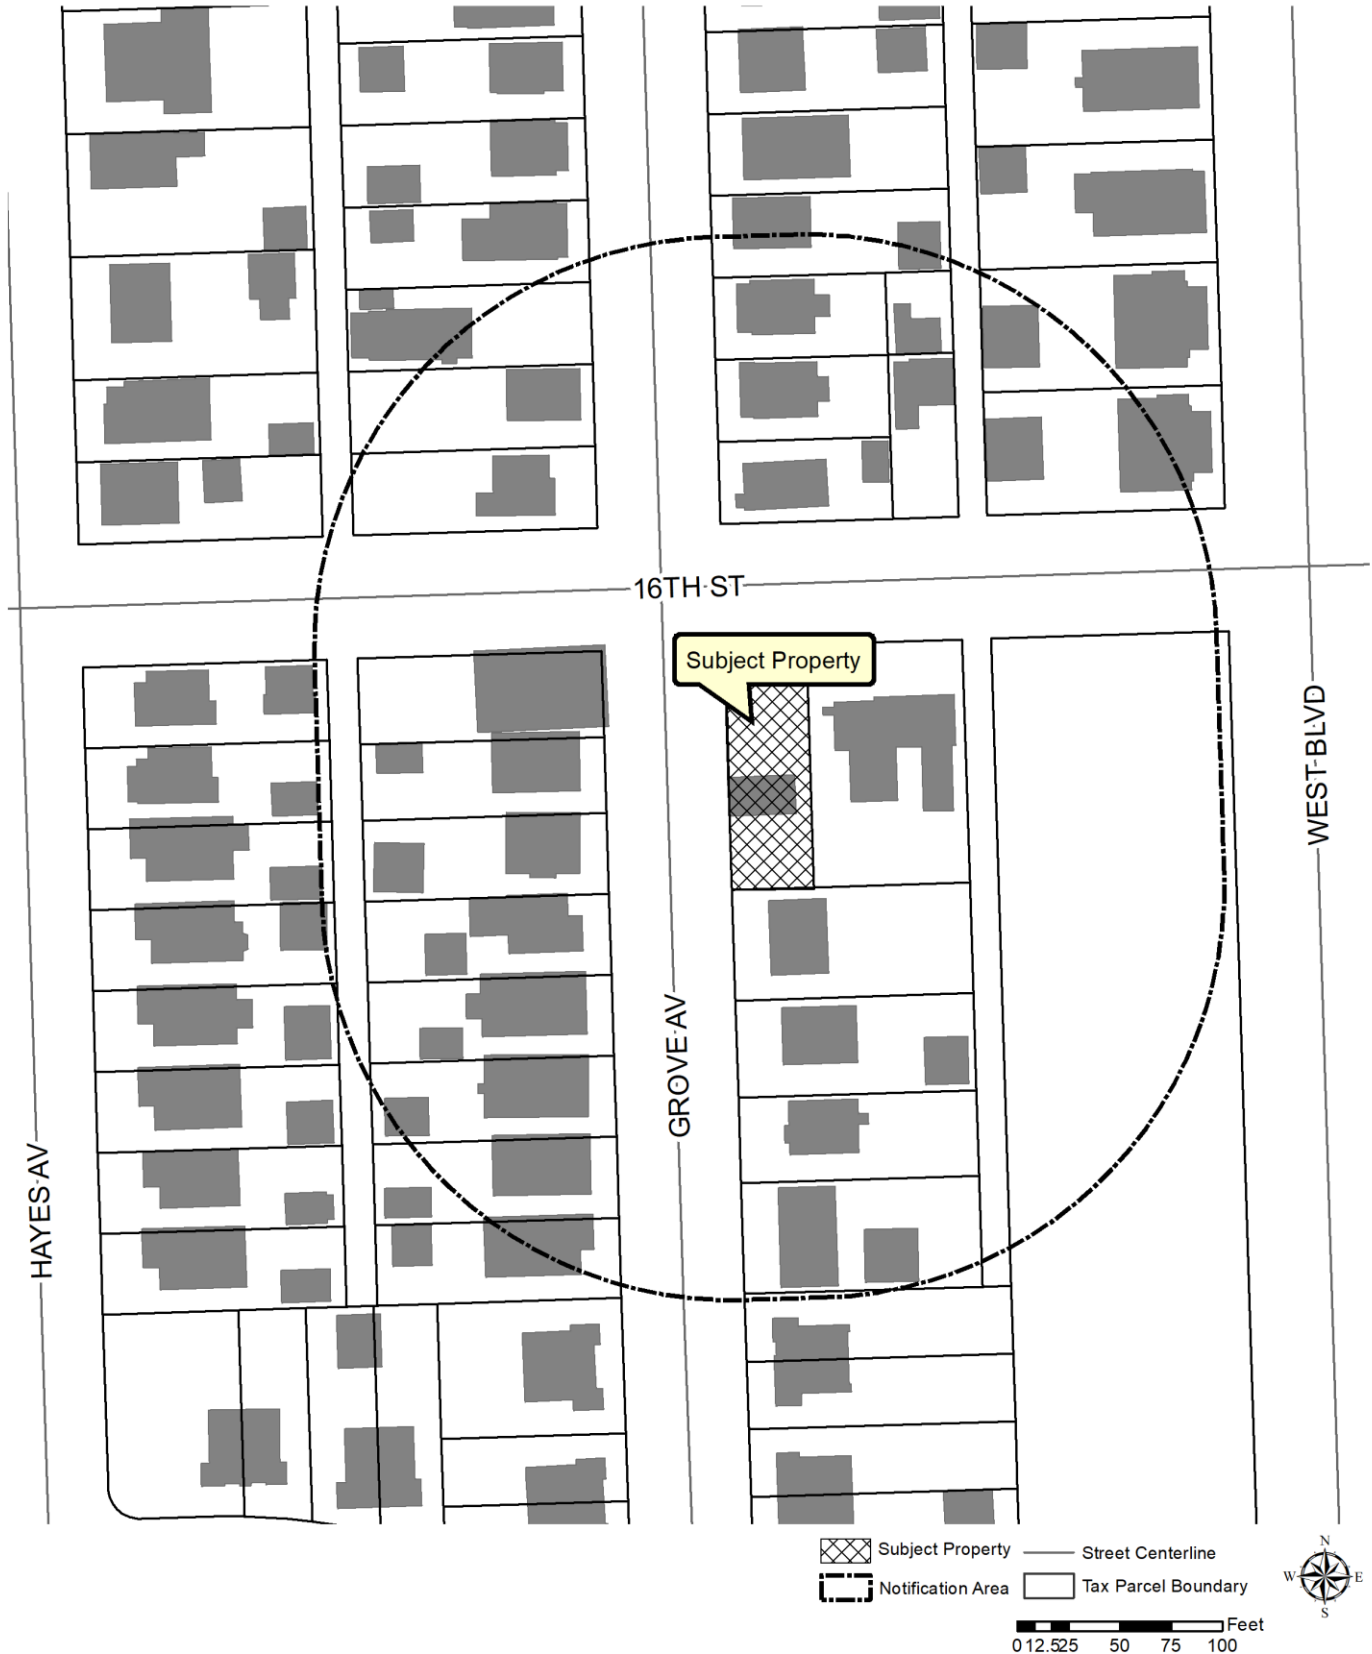 16TH ST
Subject Property
WEST BLVD
GROVE AV
HAYES AV
Subject Property
Street Centerline
Notification Area
Tax Parcel Boundary
N
W E
S
Feet
0 12.5 25 50 75 100